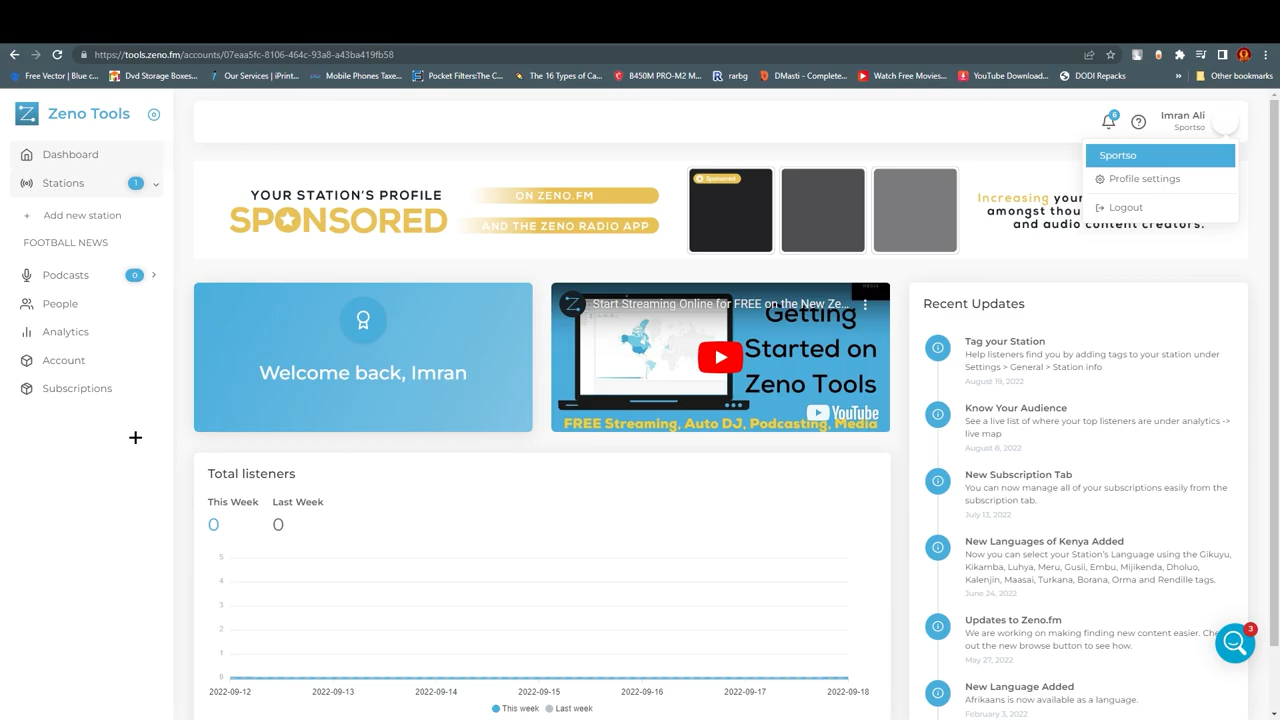 https://tools.zeno.fm/accounts/07eaa5fc-8106-464c-93a8-a43ba419fb58
Free Vector | Blue c... Dvd Storage Boxes... Our Services | iPrint... Mobile Phones Taxe... Pocket Filters:The C... The 16 Types of Ca... B450M PRO-M2 M... rarbg DMasti - Complete... Watch Free Movies... YouTube Download... DODI Repacks » Other bookmarks
Zeno Tools
Dashboard
Stations 1
+ Add new station
FOOTBALL NEWS
Podcasts 0
People
Analytics
Account
Subscriptions
6
Imran Ali
Sportso
Sportso
Profile settings
Logout
YOUR STATION'S PROFILE
SPONSORED
ON ZENO.FM
AND THE ZENO RADIO APP
Sponsored
Increasing your
amongst thou
and audio content creators.
Welcome back, Imran
Start Streaming Online for FREE on the New Ze...
MEDIA
Getting
Started on
Zeno Tools
YouTube
FREE Streaming, Auto DJ, Podcasting, Media
Total listeners
This Week Last Week
0 0
5
4
3
2
1
0
2022-09-12 2022-09-13 2022-09-14 2022-09-15 2022-09-16 2022-09-17 2022-09-18
This week Last week
Recent Updates
Tag your Station
Help listeners find you by adding tags to your station under
Settings > General > Station info
August 19, 2022
Know Your Audience
See a live list of where your top listeners are under analytics ->
live map
August 8, 2022
New Subscription Tab
You can now manage all of your subscriptions easily from the
subscription tab.
July 13, 2022
New Languages of Kenya Added
Now you can select your Station's Language using the Gikuyu,
Kikamba, Luhya, Meru, Gusii, Embu, Mijikenda, Dholuo,
Kalenjin, Maasai, Turkana, Borana, Orma and Rendille tags.
June 24, 2022
Updates to Zeno.fm
We are working on making finding new content easier. Che
out the new browse button to see how.
May 27, 2022
New Language Added
Afrikaans is now available as a language.
February 3, 2022
3